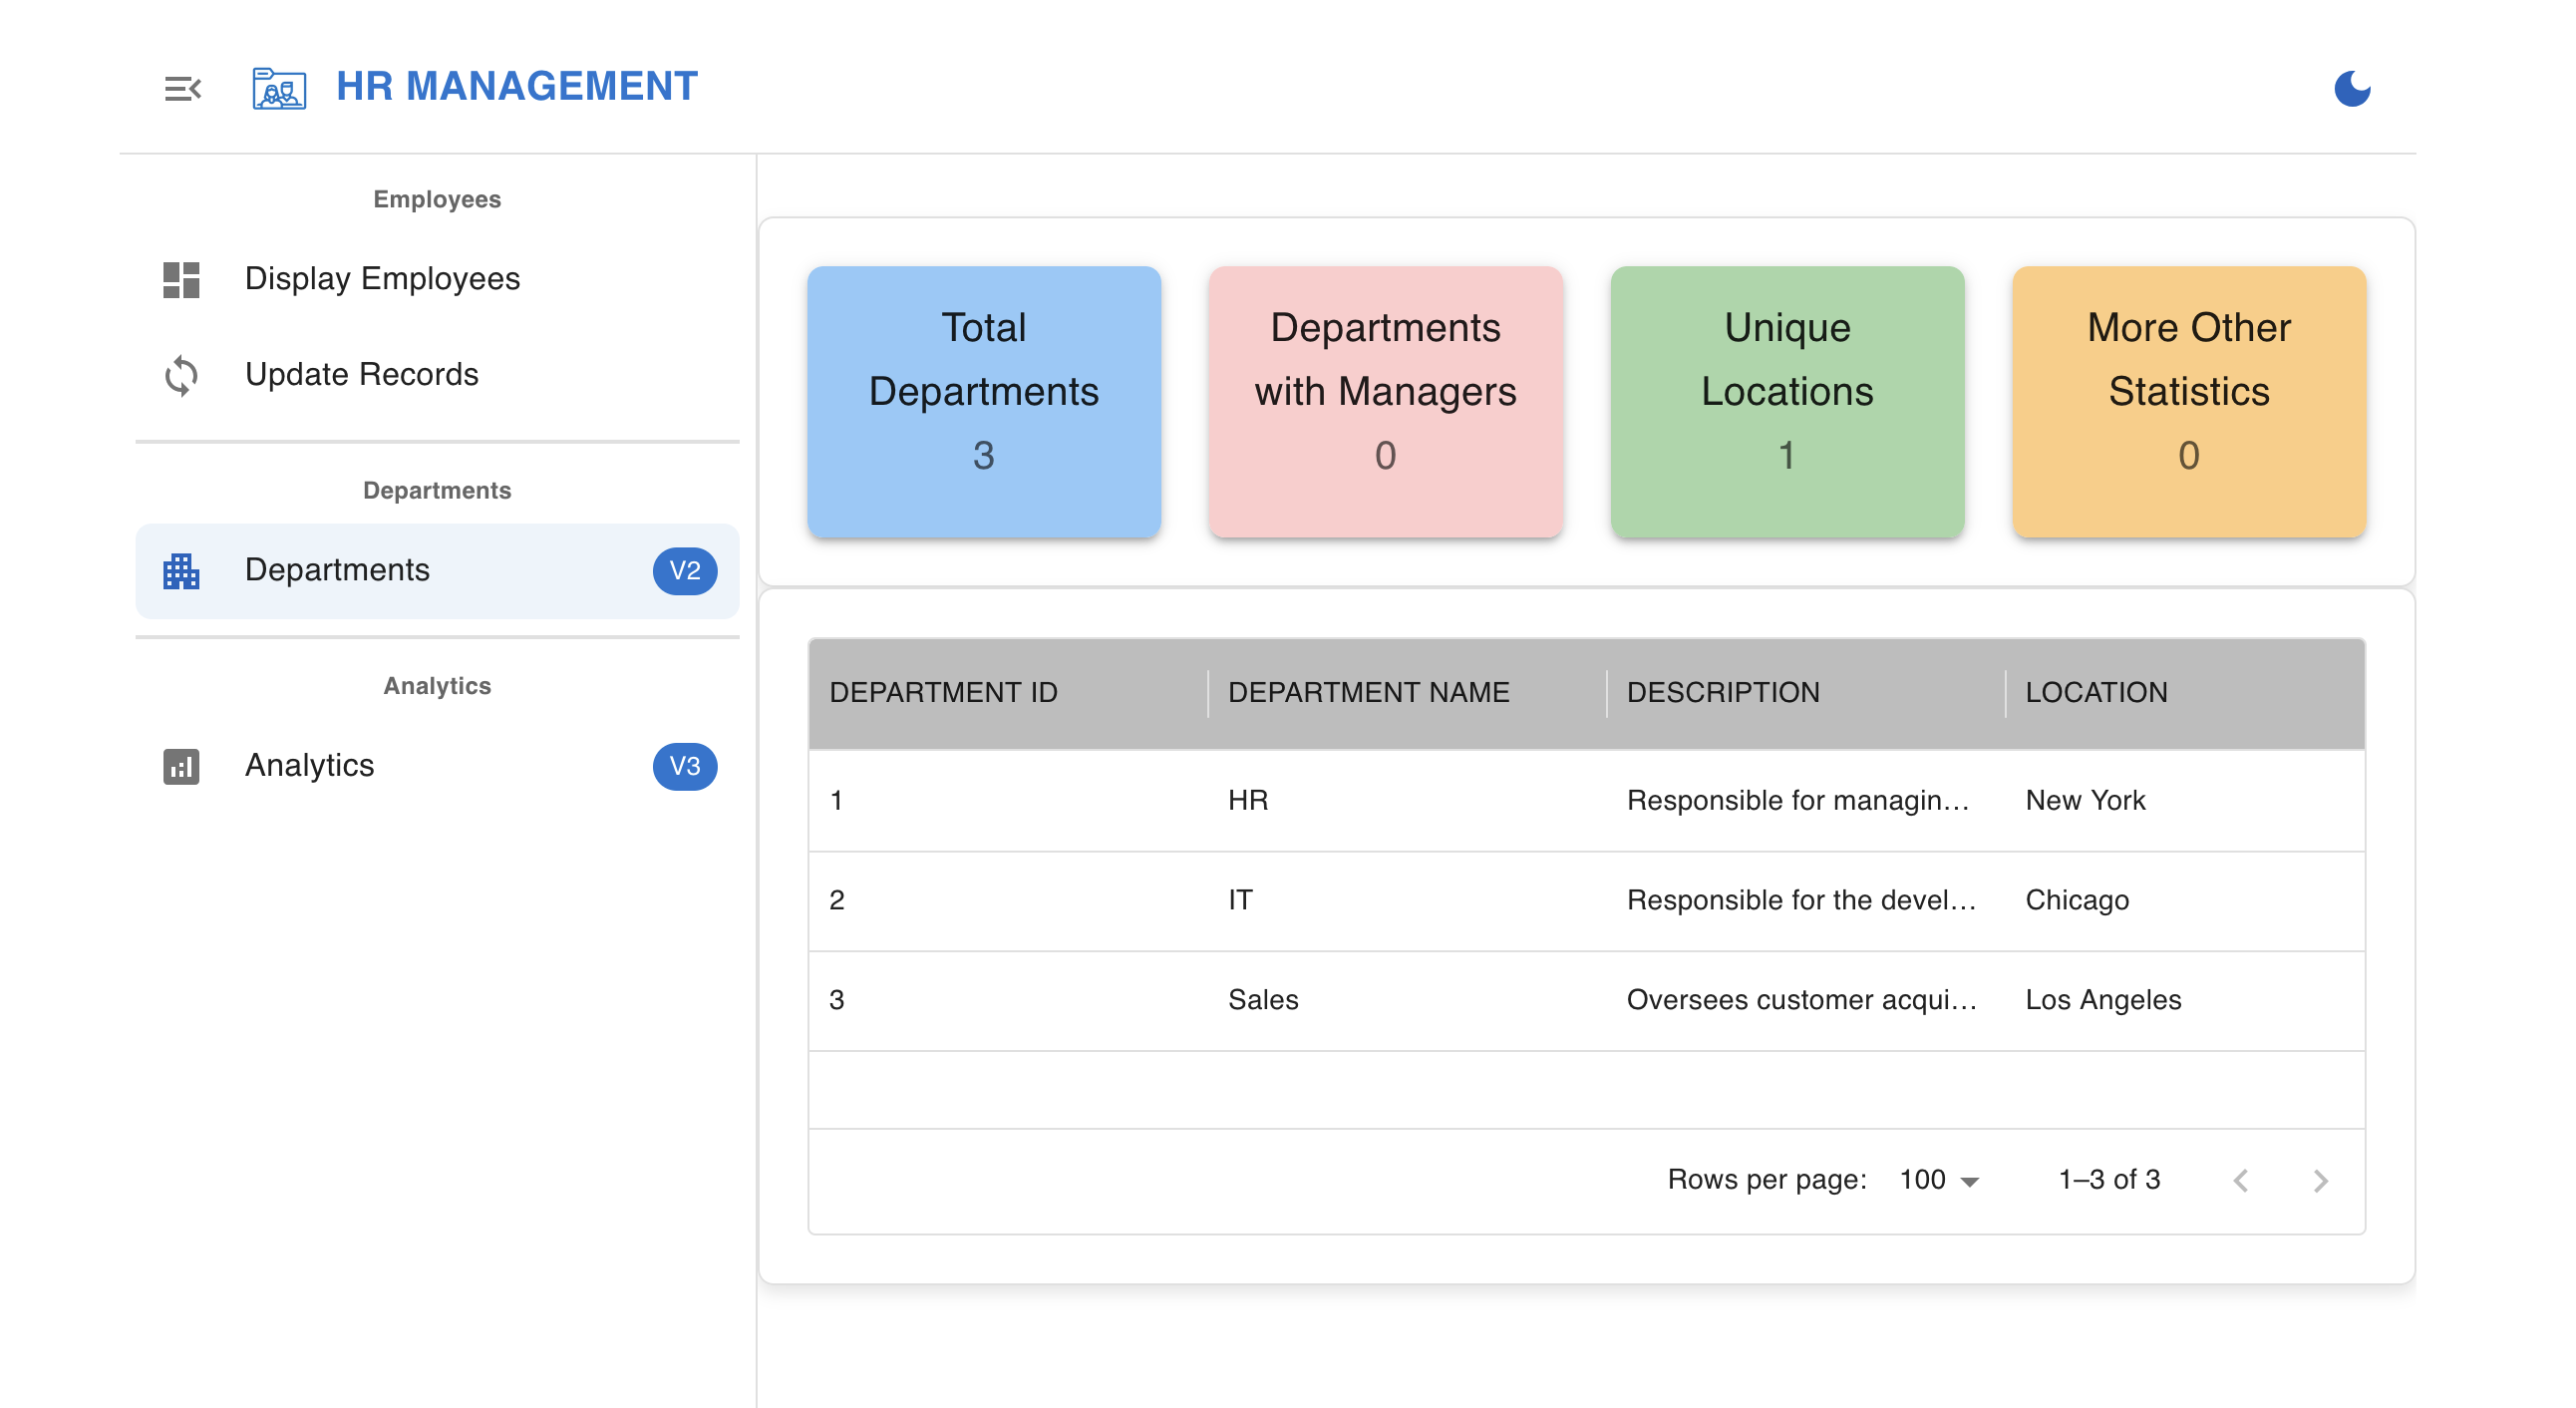 HR MANAGEMENT
Employees
Display Employees
Update Records
Departments
Departments V2
Analytics
Analytics V3
Total
Departments
3
Departments
with Managers
0
Unique
Locations
1
More Other
Statistics
0
DEPARTMENT ID DEPARTMENT NAME DESCRIPTION LOCATION
1 HR Responsible for managin... New York
2 IT Responsible for the devel... Chicago
3 Sales Oversees customer acqui... Los Angeles
Rows per page: 100 1–3 of 3